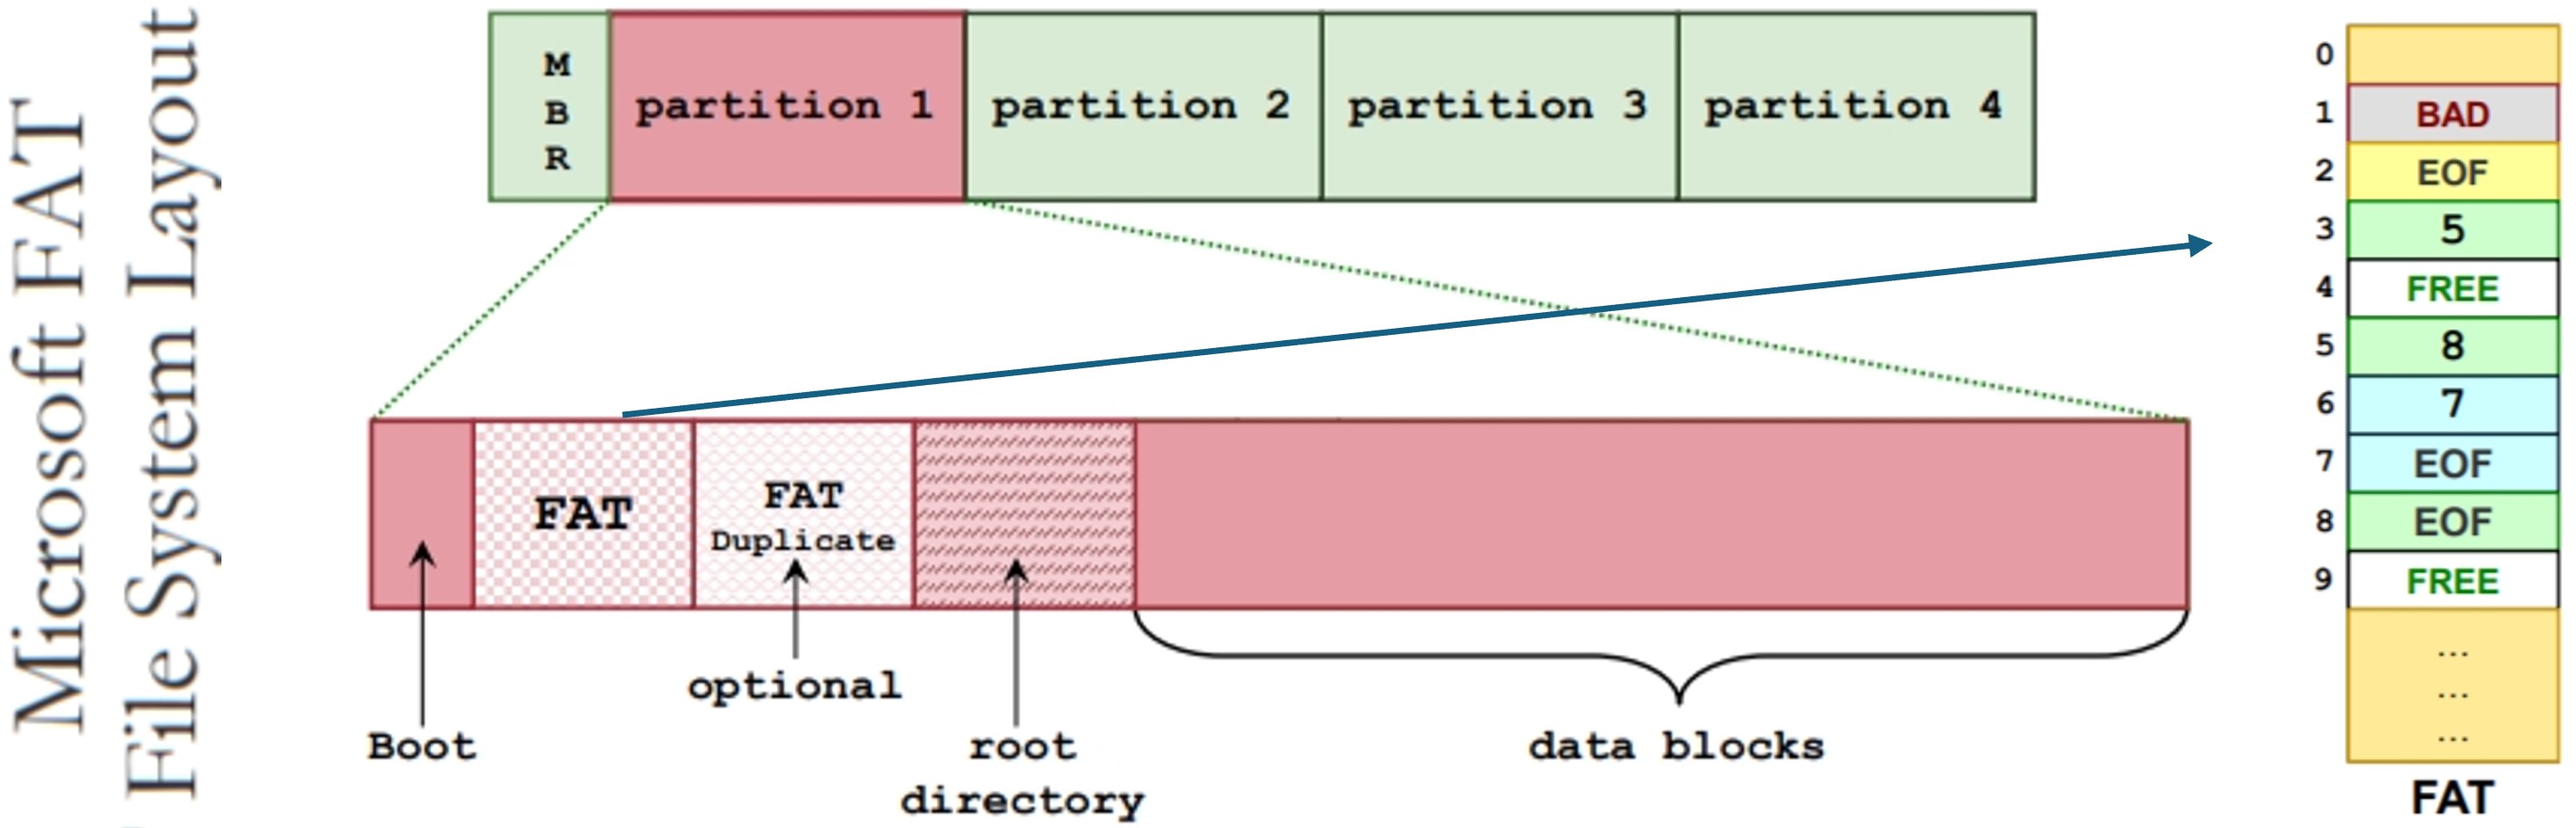 Microsoft FAT
File System Layout
M
B
R
partition 1
partition 2
partition 3
partition 4
FAT
FAT
Duplicate
optional
Boot
root
directory
data blocks
0
1 BAD
2 EOF
3 5
4 FREE
5 8
6 7
7 EOF
8 EOF
9 FREE
...
...
...
FAT